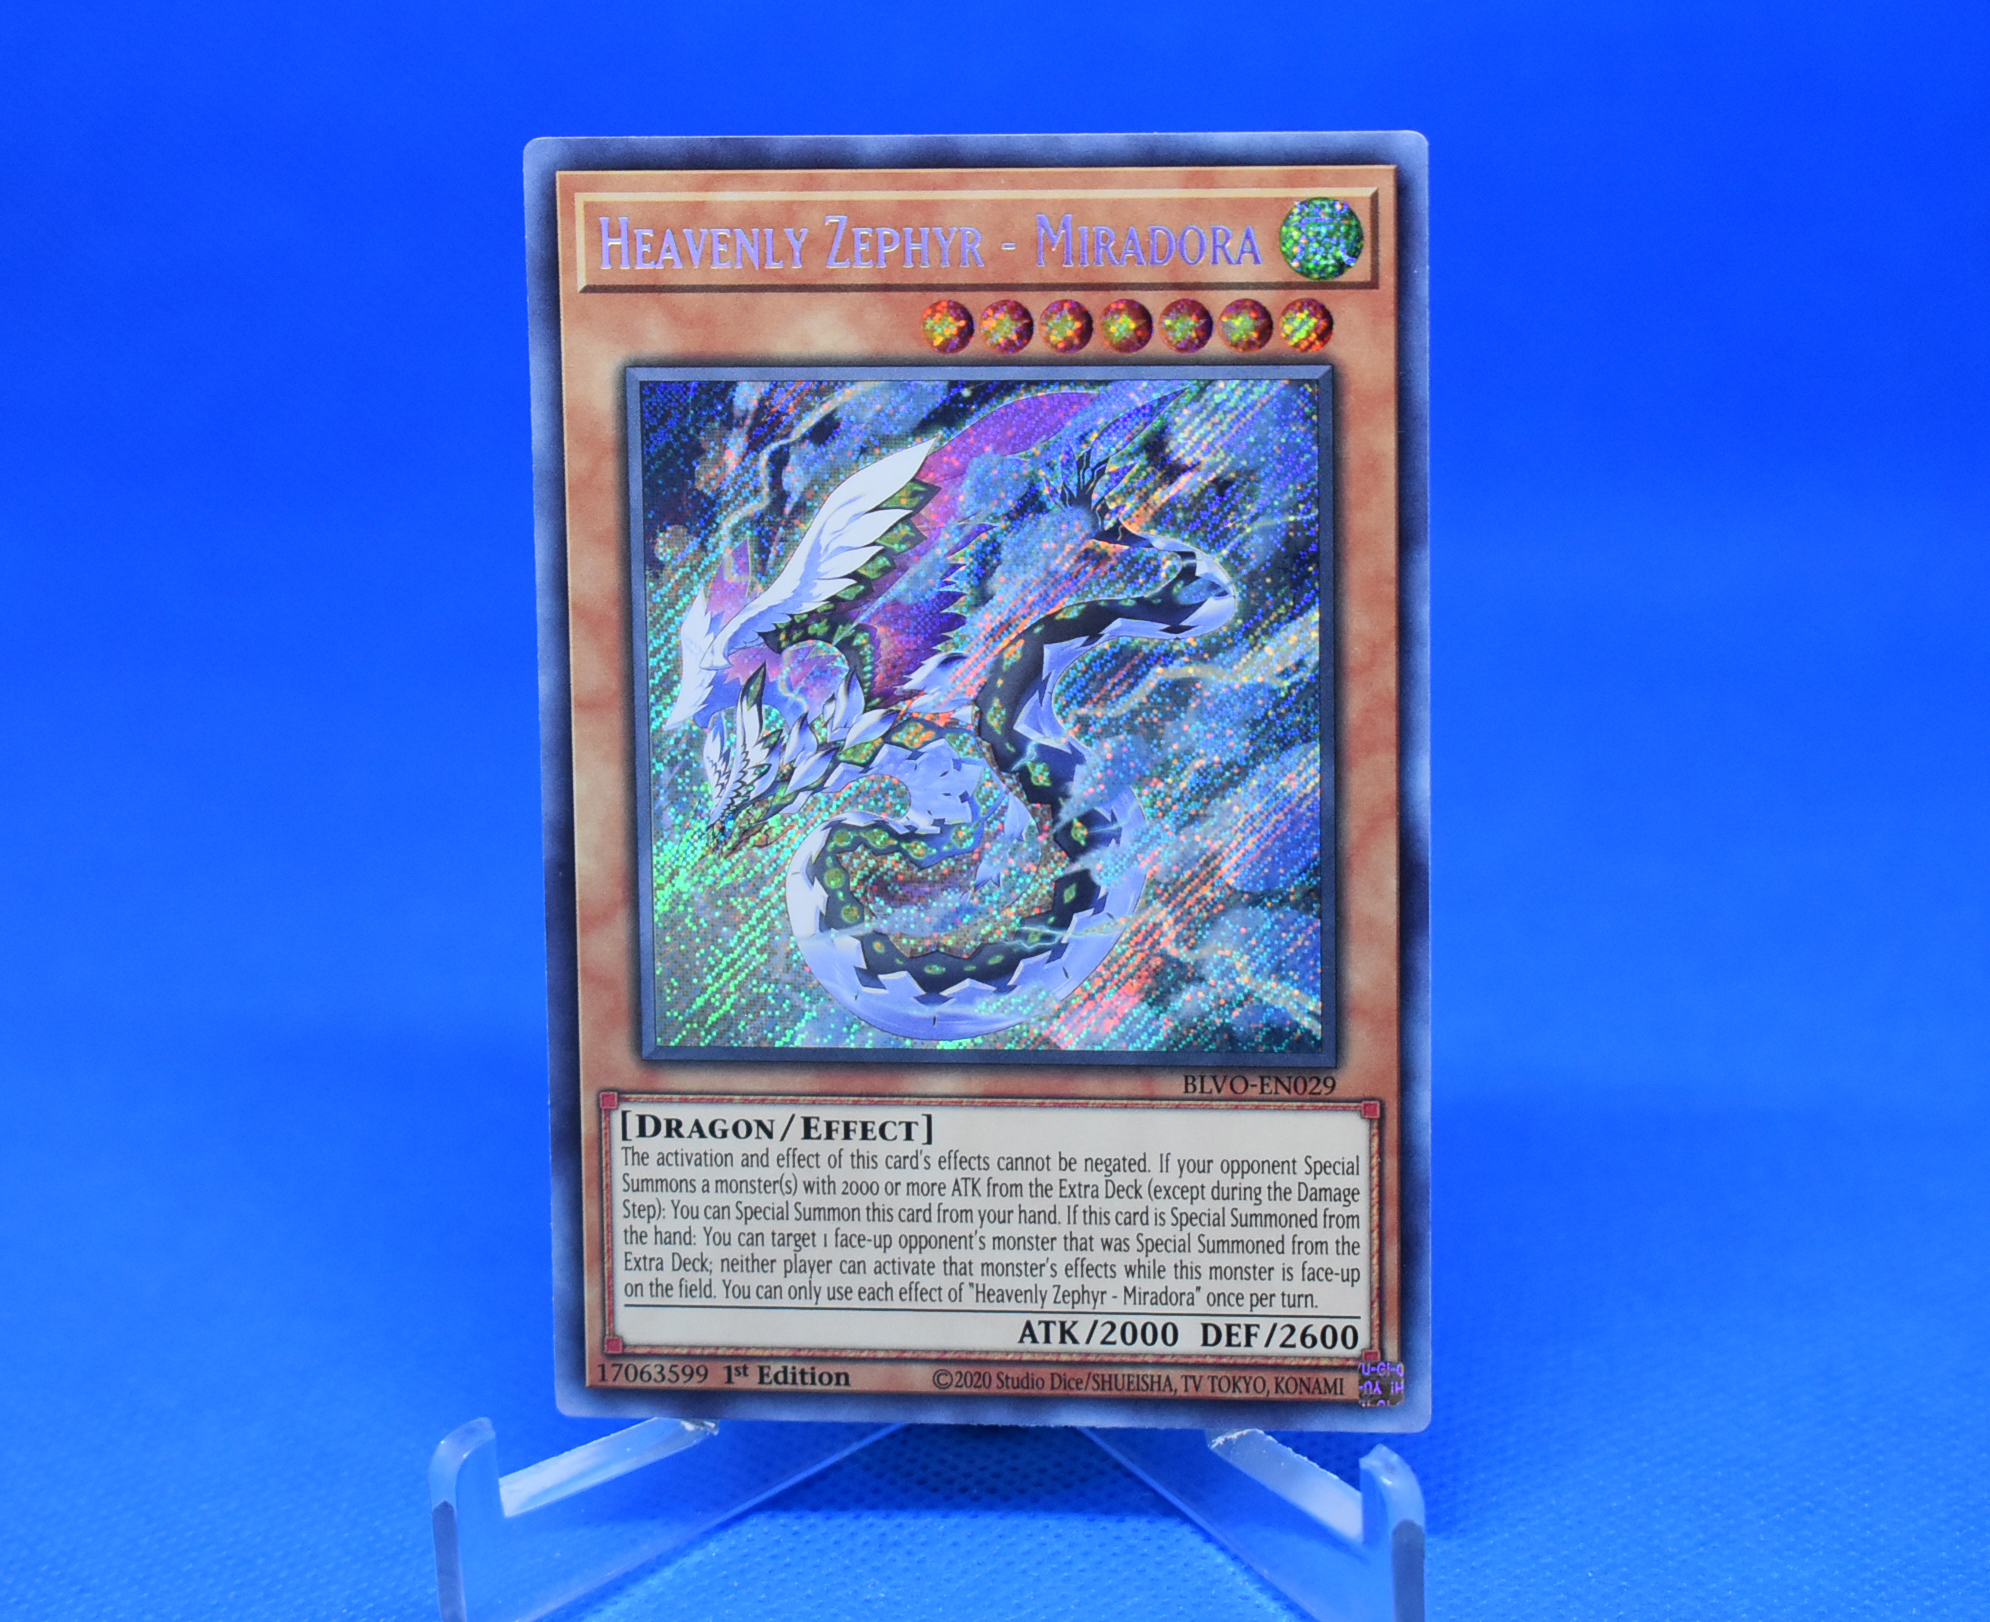 HEAVENLY ZEPHYR - MIRADORA
BLVO-EN029
[DRAGON/EFFECT]
The activation and effect of this card's effects cannot be negated. If your opponent Special
Summons a monster(s) with 2000 or more ATK from the Extra Deck (except during the Damage
Step): You can Special Summon this card from your hand. If this card is Special Summoned from
the hand: You can target 1 face-up opponent's monster that was Special Summoned from the
Extra Deck; neither player can activate that monster's effects while this monster is face-up
on the field. You can only use each effect of "Heavenly Zephyr - Miradora" once per turn.
ATK/2000 DEF/2600
17063599 1st Edition ©2020 Studio Dice/SHUEISHA, TV TOKYO, KONAMI